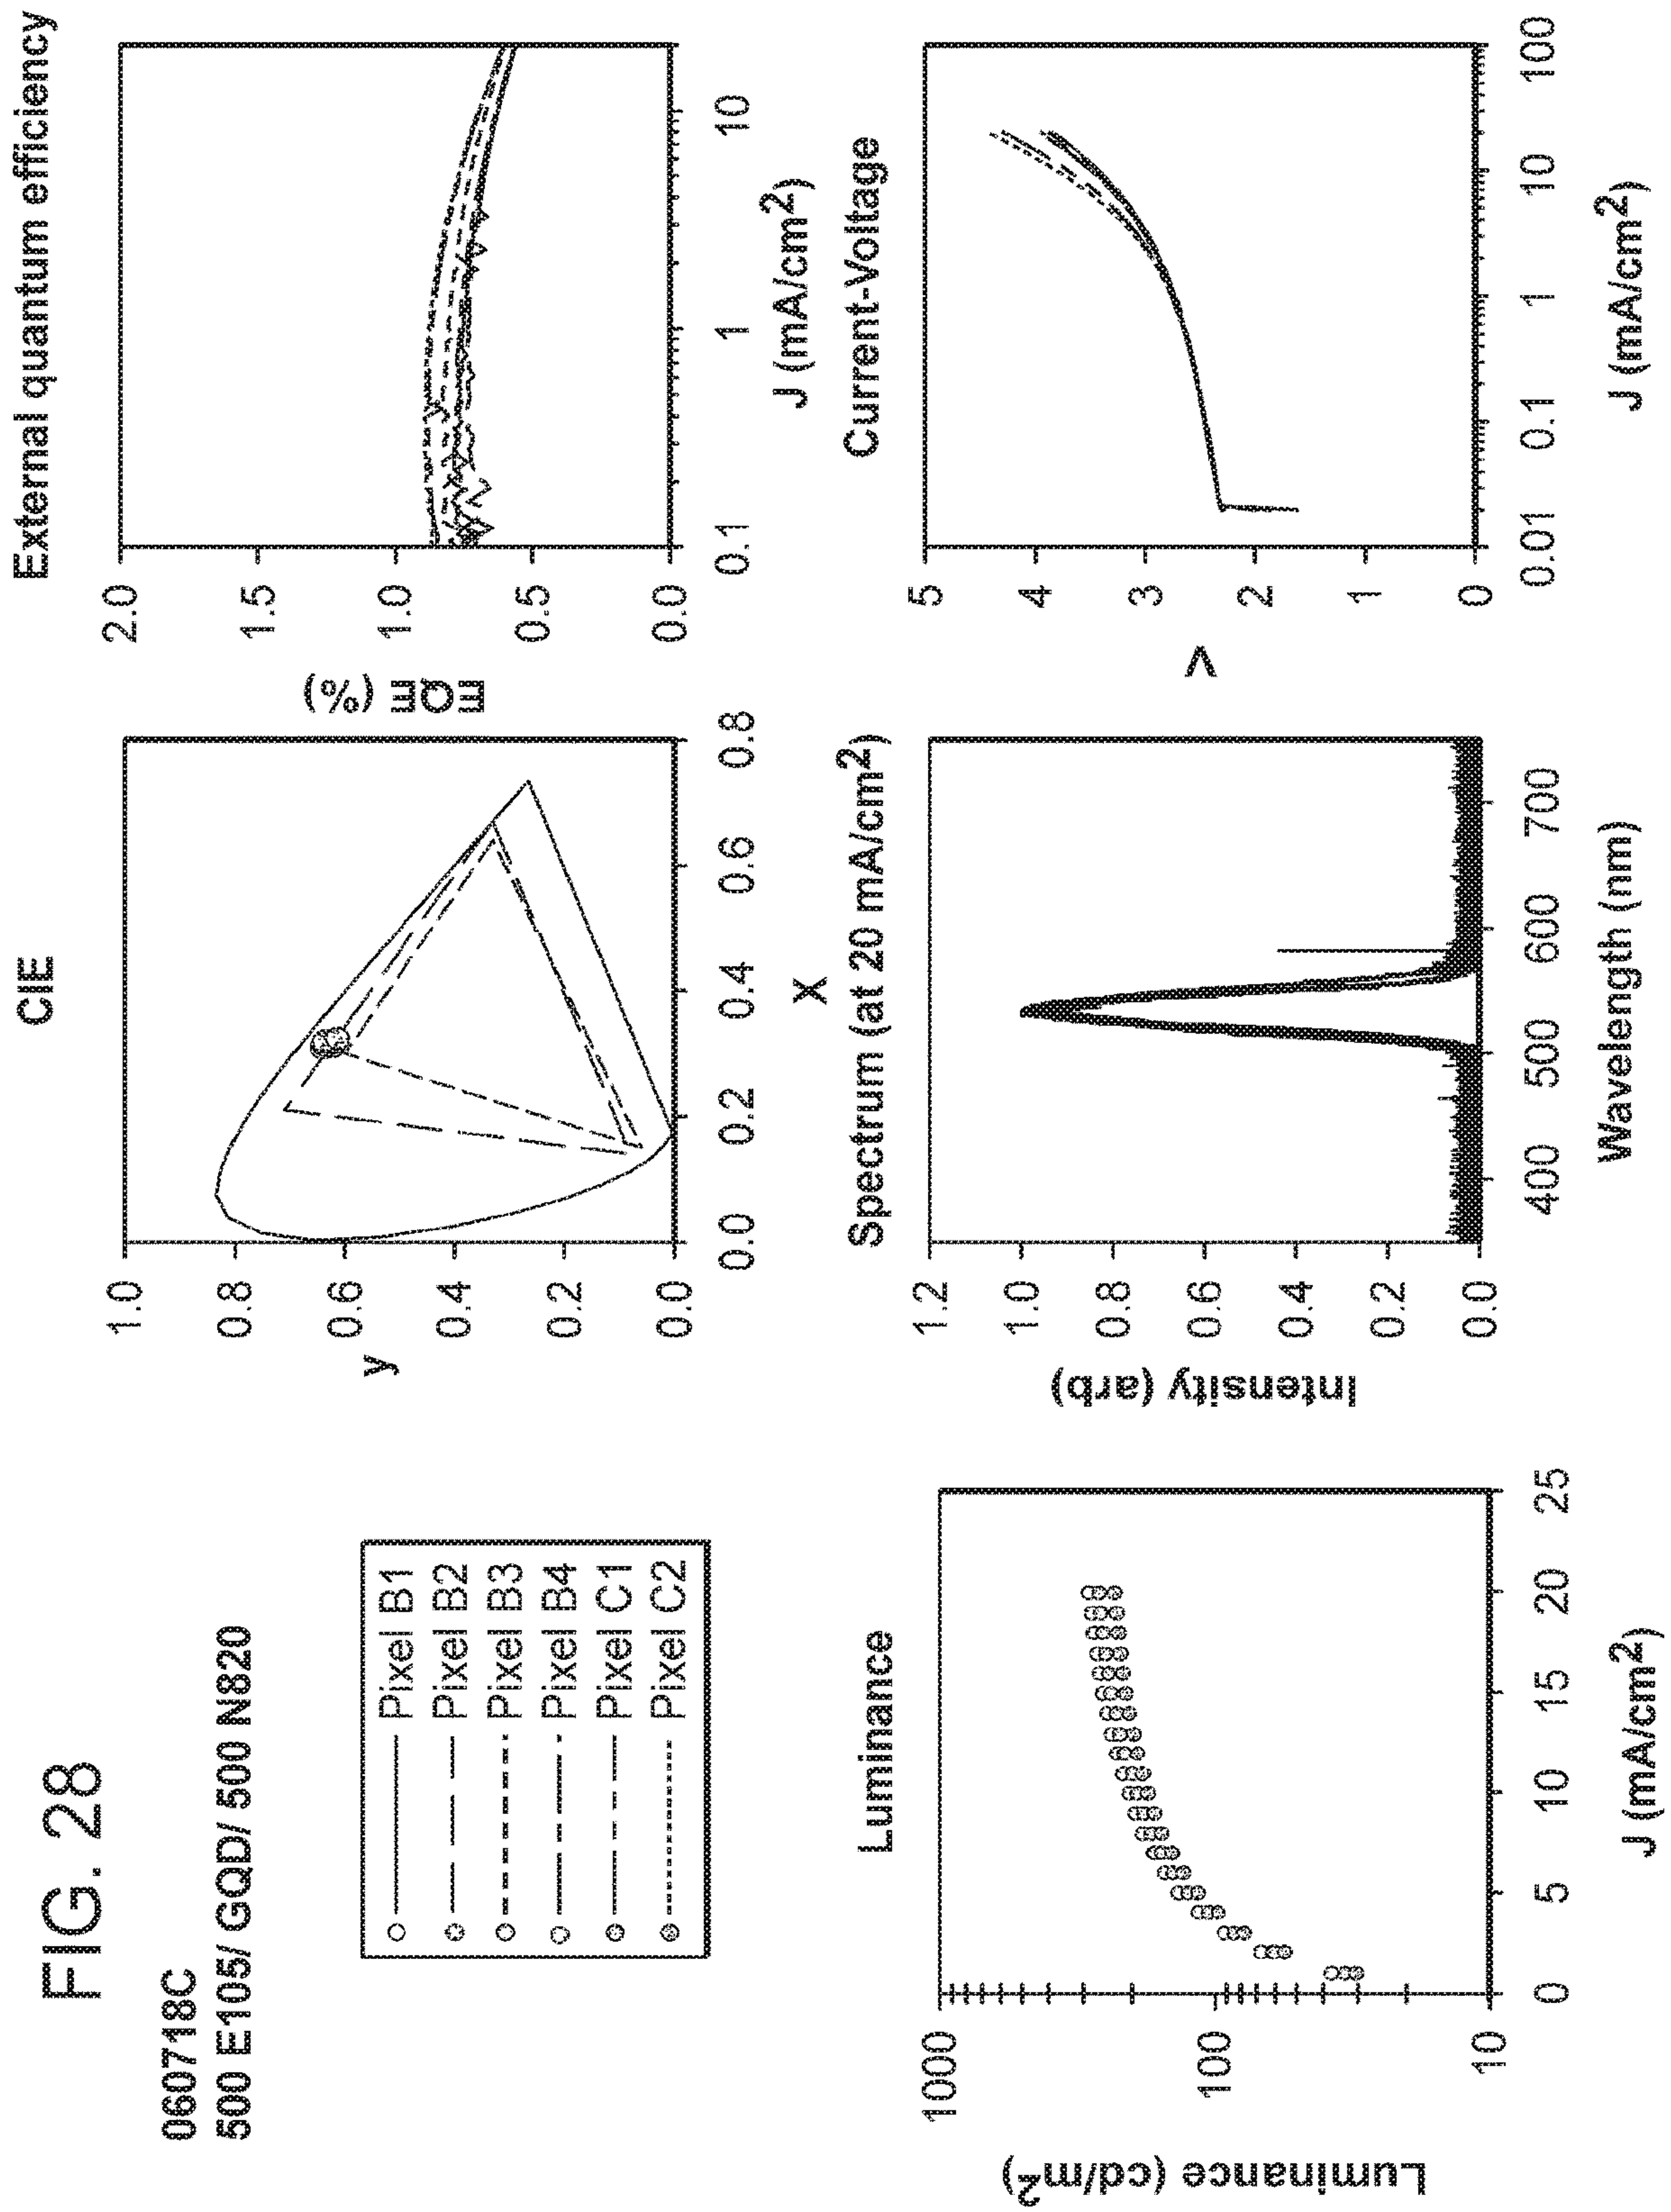 FIG. 28
060718C
500 E105/ GQD/ 500 N820
Pixel B1
Pixel B2
Pixel B3
Pixel B4
Pixel C1
Pixel C2
CIE
y
1.0
0.8
0.6
0.4
0.2
0.0
0.0 0.2 0.4 0.6 0.8
X
External quantum efficiency
EQE (%)
2.0
1.5
1.0
0.5
0.0
0.1 1 10
J (mA/cm²)
Luminance
Luminance (cd/m²)
1000
100
10
0 5 10 15 20 25
J (mA/cm²)
Spectrum (at 20 mA/cm²)
Intensity (arb)
1.2
1.0
0.8
0.6
0.4
0.2
0.0
400 500 600 700
Wavelength (nm)
Current-Voltage
V
5
4
3
2
1
0
0.01 0.1 1 10 100
J (mA/cm²)